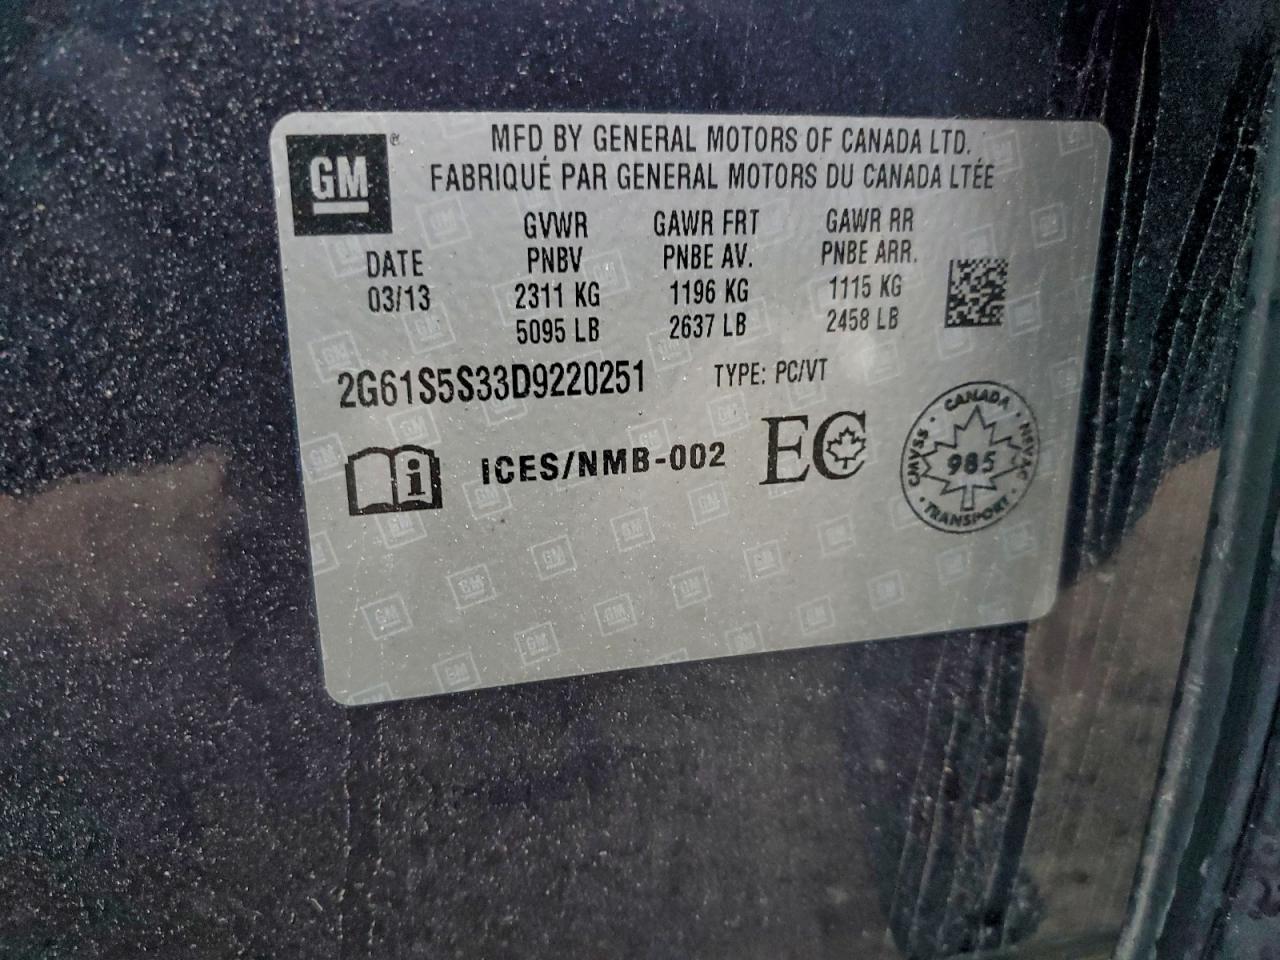 GM ®
MFD BY GENERAL MOTORS OF CANADA LTD.
FABRIQUÉ PAR GENERAL MOTORS DU CANADA LTÉE
GVWR GAWR FRT GAWR RR
DATE PNBV PNBE AV. PNBE ARR.
03/13 2311 KG 1196 KG 1115 KG
5095 LB 2637 LB 2458 LB
2G61S5S33D9220251 TYPE: PC/VT
i ICES/NMB-002 EC
CANADA
CMVSS 985 NSVAC
TRANSPORT